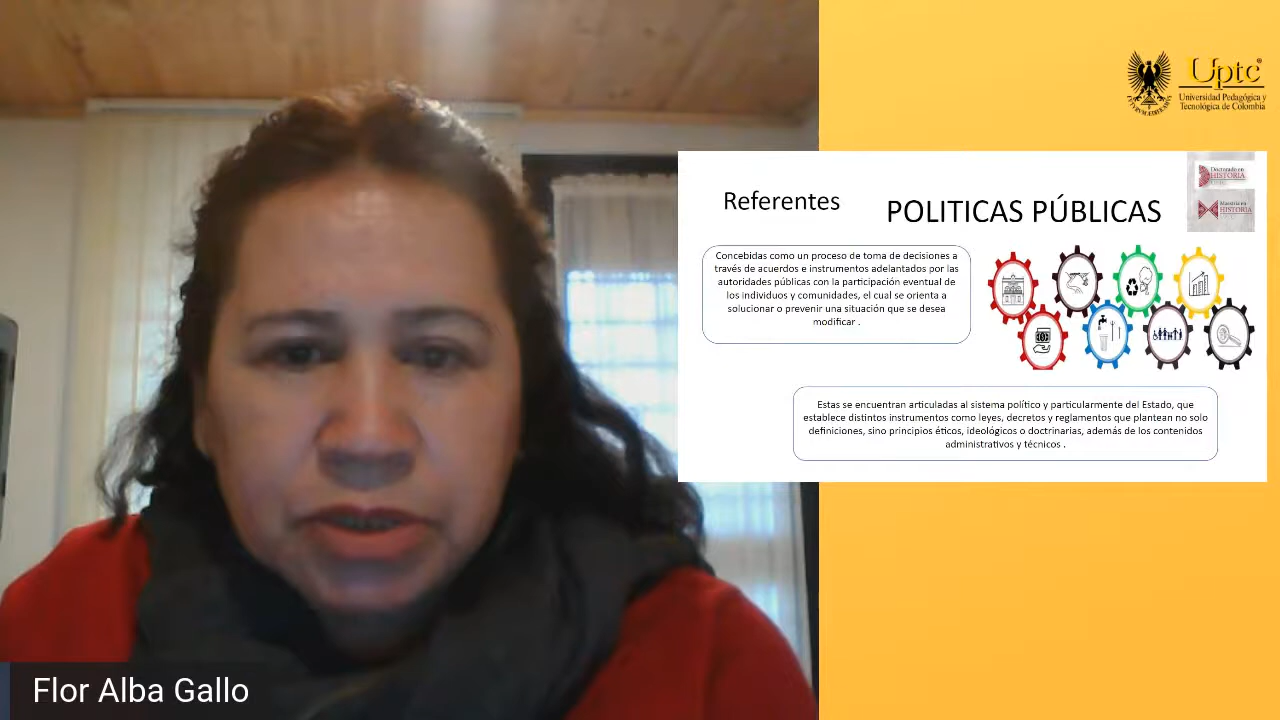 Uptc
Universidad Pedagógica y
Tecnológica de Colombia
Doctorado en
HISTORIA
Maestría en
HISTORIA
Referentes
POLITICAS PÚBLICAS
Concebidas como un proceso de toma de decisiones a
través de acuerdos e instrumentos adelantados por las
autoridades públicas con la participación eventual de
los individuos y comunidades, el cual se orienta a
solucionar o prevenir una situación que se desea
modificar .
Estas se encuentran articuladas al sistema político y particularmente del Estado, que
establece distintos instrumentos como leyes, decretos y reglamentos que plantean no solo
definiciones, sino principios éticos, ideológicos o doctrinarias, además de los contenidos
administrativos y técnicos .
Flor Alba Gallo